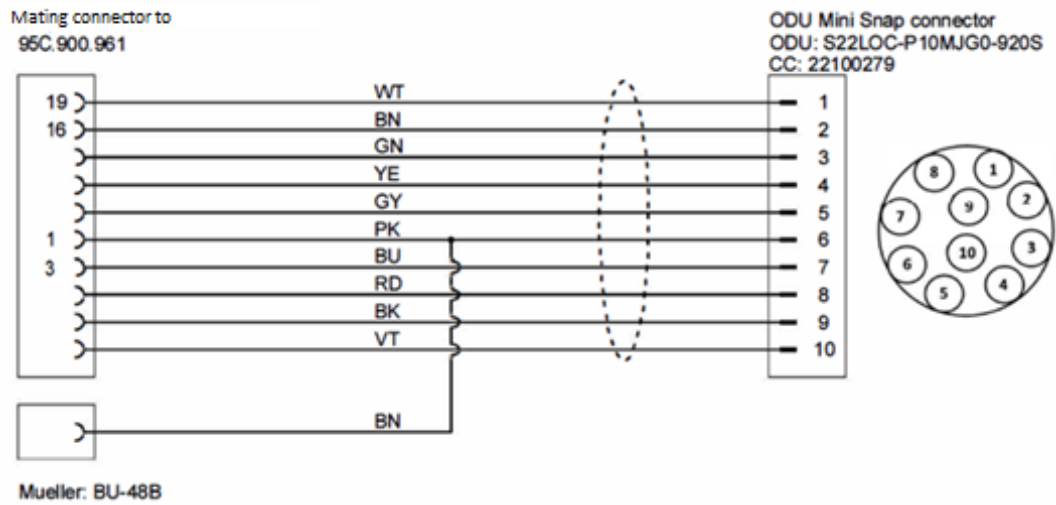 Mating connector to
95C.900.961
ODU Mini Snap connector
ODU: S22LOC-P10MJG0-920S
CC: 22100279
19 WT 1
16 BN 2
GN 3
YE 4
GY 5
1 PK 6
3 BU 7
RD 8
BK 9
VT 10
BN
Mueller: BU-48B
8 1
7 9 2
6 10 3
5 4